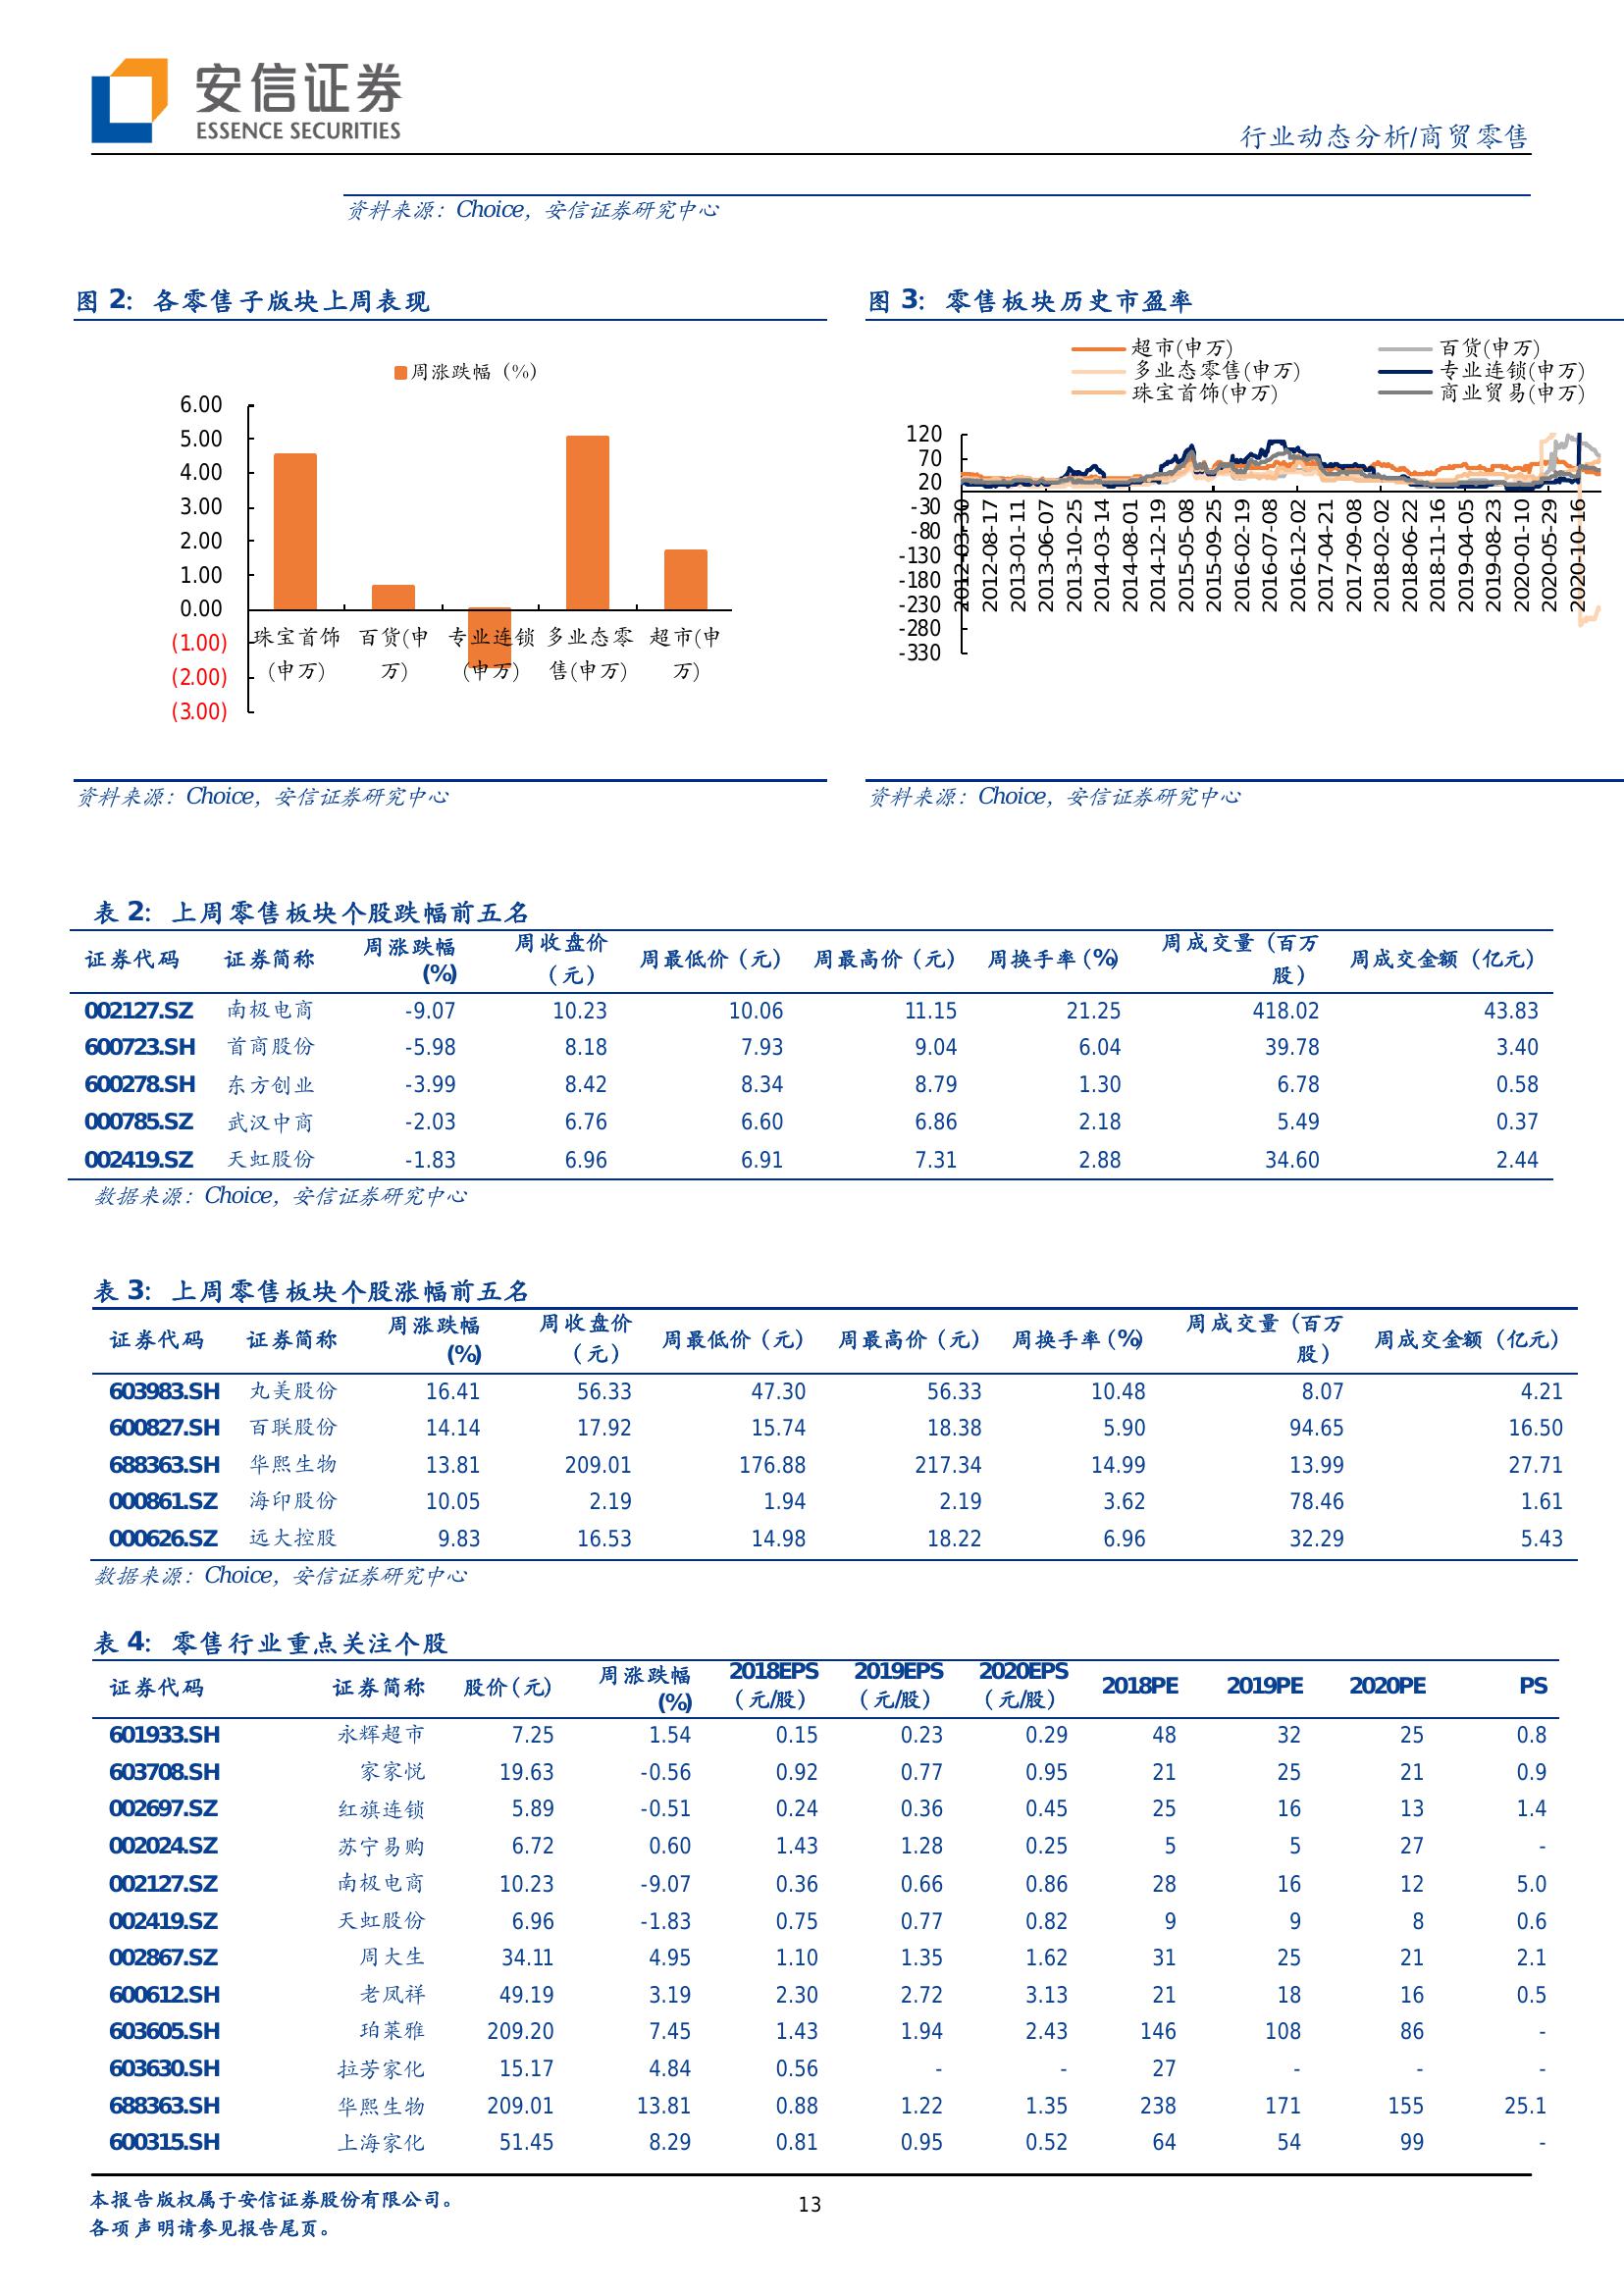 安信证券
ESSENCE SECURITIES
行业动态分析/商贸零售
资料来源：Choice，安信证券研究中心
图 2： 各零售子版块上周表现
周涨跌幅（%）
6.00
5.00
4.00
3.00
2.00
1.00
0.00
(1.00)
(2.00)
(3.00)
珠宝首饰(申万) 百货(申万) 专业连锁(申万) 多业态零售(申万) 超市(申万)
资料来源：Choice，安信证券研究中心
图 3： 零售板块历史市盈率
超市(申万) 百货(申万)
多业态零售(申万) 专业连锁(申万)
珠宝首饰(申万) 商业贸易(申万)
120
70
20
-30
-80
-130
-180
-230
-280
-330
2012-03-30 2012-08-17 2013-01-11 2013-06-07 2013-10-25 2014-03-14 2014-08-01 2014-12-19 2015-05-08 2015-09-25 2016-02-19 2016-07-08 2016-12-02 2017-04-21 2017-09-08 2018-02-02 2018-06-22 2018-11-16 2019-04-05 2019-08-23 2020-01-10 2020-05-29 2020-10-16
资料来源：Choice，安信证券研究中心
表 2： 上周零售板块个股跌幅前五名
证券代码 证券简称 周涨跌幅(%) 周收盘价（元） 周最低价（元） 周最高价（元） 周换手率(%) 周成交量（百万股） 周成交金额（亿元）
002127.SZ 南极电商 -9.07 10.23 10.06 11.15 21.25 418.02 43.83
600723.SH 首商股份 -5.98 8.18 7.93 9.04 6.04 39.78 3.40
600278.SH 东方创业 -3.99 8.42 8.34 8.79 1.30 6.78 0.58
000785.SZ 武汉中商 -2.03 6.76 6.60 6.86 2.18 5.49 0.37
002419.SZ 天虹股份 -1.83 6.96 6.91 7.31 2.88 34.60 2.44
数据来源：Choice，安信证券研究中心
表 3： 上周零售板块个股涨幅前五名
证券代码 证券简称 周涨跌幅(%) 周收盘价（元） 周最低价（元） 周最高价（元） 周换手率(%) 周成交量（百万股） 周成交金额（亿元）
603983.SH 丸美股份 16.41 56.33 47.30 56.33 10.48 8.07 4.21
600827.SH 百联股份 14.14 17.92 15.74 18.38 5.90 94.65 16.50
688363.SH 华熙生物 13.81 209.01 176.88 217.34 14.99 13.99 27.71
000861.SZ 海印股份 10.05 2.19 1.94 2.19 3.62 78.46 1.61
000626.SZ 远大控股 9.83 16.53 14.98 18.22 6.96 32.29 5.43
数据来源：Choice，安信证券研究中心
表 4： 零售行业重点关注个股
证券代码 证券简称 股价(元) 周涨跌幅(%) 2018EPS（元/股） 2019EPS（元/股） 2020EPS（元/股） 2018PE 2019PE 2020PE PS
601933.SH 永辉超市 7.25 1.54 0.15 0.23 0.29 48 32 25 0.8
603708.SH 家家悦 19.63 -0.56 0.92 0.77 0.95 21 25 21 0.9
002697.SZ 红旗连锁 5.89 -0.51 0.24 0.36 0.45 25 16 13 1.4
002024.SZ 苏宁易购 6.72 0.60 1.43 1.28 0.25 5 5 27 -
002127.SZ 南极电商 10.23 -9.07 0.36 0.66 0.86 28 16 12 5.0
002419.SZ 天虹股份 6.96 -1.83 0.75 0.77 0.82 9 9 8 0.6
002867.SZ 周大生 34.11 4.95 1.10 1.35 1.62 31 25 21 2.1
600612.SH 老凤祥 49.19 3.19 2.30 2.72 3.13 21 18 16 0.5
603605.SH 珀莱雅 209.20 7.45 1.43 1.94 2.43 146 108 86 -
603630.SH 拉芳家化 15.17 4.84 0.56 - - 27 - - -
688363.SH 华熙生物 209.01 13.81 0.88 1.22 1.35 238 171 155 25.1
600315.SH 上海家化 51.45 8.29 0.81 0.95 0.52 64 54 99 -
本报告版权属于安信证券股份有限公司。
各项声明请参见报告尾页。
13